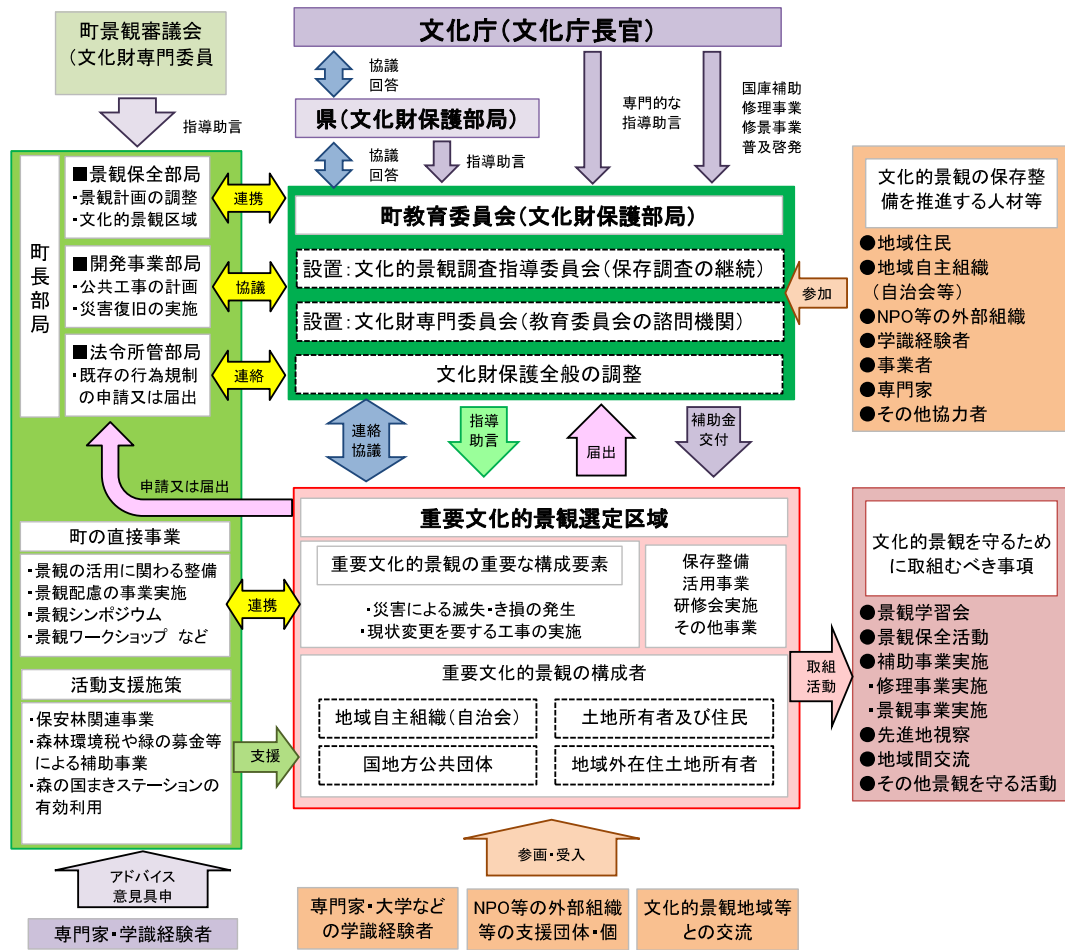 町景観審議会
(文化財専門委員
指導助言
文化庁(文化庁長官)
協議
回答
県(文化財保護部局)
協議
回答
指導助言
専門的な
指導助言
国庫補助
修理事業
修景事業
普及啓発
町長部局
■景観保全部局
・景観計画の調整
・文化的景観区域
■開発事業部局
・公共工事の計画
・災害復旧の実施
■法令所管部局
・既存の行為規制
の申請又は届出
連携
協議
連絡
町教育委員会(文化財保護部局)
設置:文化的景観調査指導委員会(保存調査の継続)
設置:文化財専門委員会(教育委員会の諮問機関)
文化財保護全般の調整
参加
文化的景観の保存整
備を推進する人材等
●地域住民
●地域自主組織
(自治会等)
●NPO等の外部組織
●学識経験者
●事業者
●専門家
●その他協力者
連絡
協議
指導
助言
届出
補助金
交付
申請又は届出
町の直接事業
・景観の活用に関わる整備
・景観配慮の事業実施
・景観シンポジウム
・景観ワークショップ など
連携
活動支援施策
・保安林関連事業
・森林環境税や緑の募金等
による補助事業
・森の国まきステーションの
有効利用
支援
重要文化的景観選定区域
重要文化的景観の重要な構成要素
・災害による滅失・き損の発生
・現状変更を要する工事の実施
保存整備
活用事業
研修会実施
その他事業
重要文化的景観の構成者
地域自主組織(自治会)
土地所有者及び住民
国地方公共団体
地域外在住土地所有者
取組
活動
文化的景観を守るため
に取組むべき事項
●景観学習会
●景観保全活動
●補助事業実施
・修理事業実施
・景観事業実施
●先進地視察
●地域間交流
●その他景観を守る活動
アドバイス
意見具申
専門家・学識経験者
参画・受入
専門家・大学など
の学識経験者
NPO等の外部組織
等の支援団体・個
文化的景観地域等
との交流